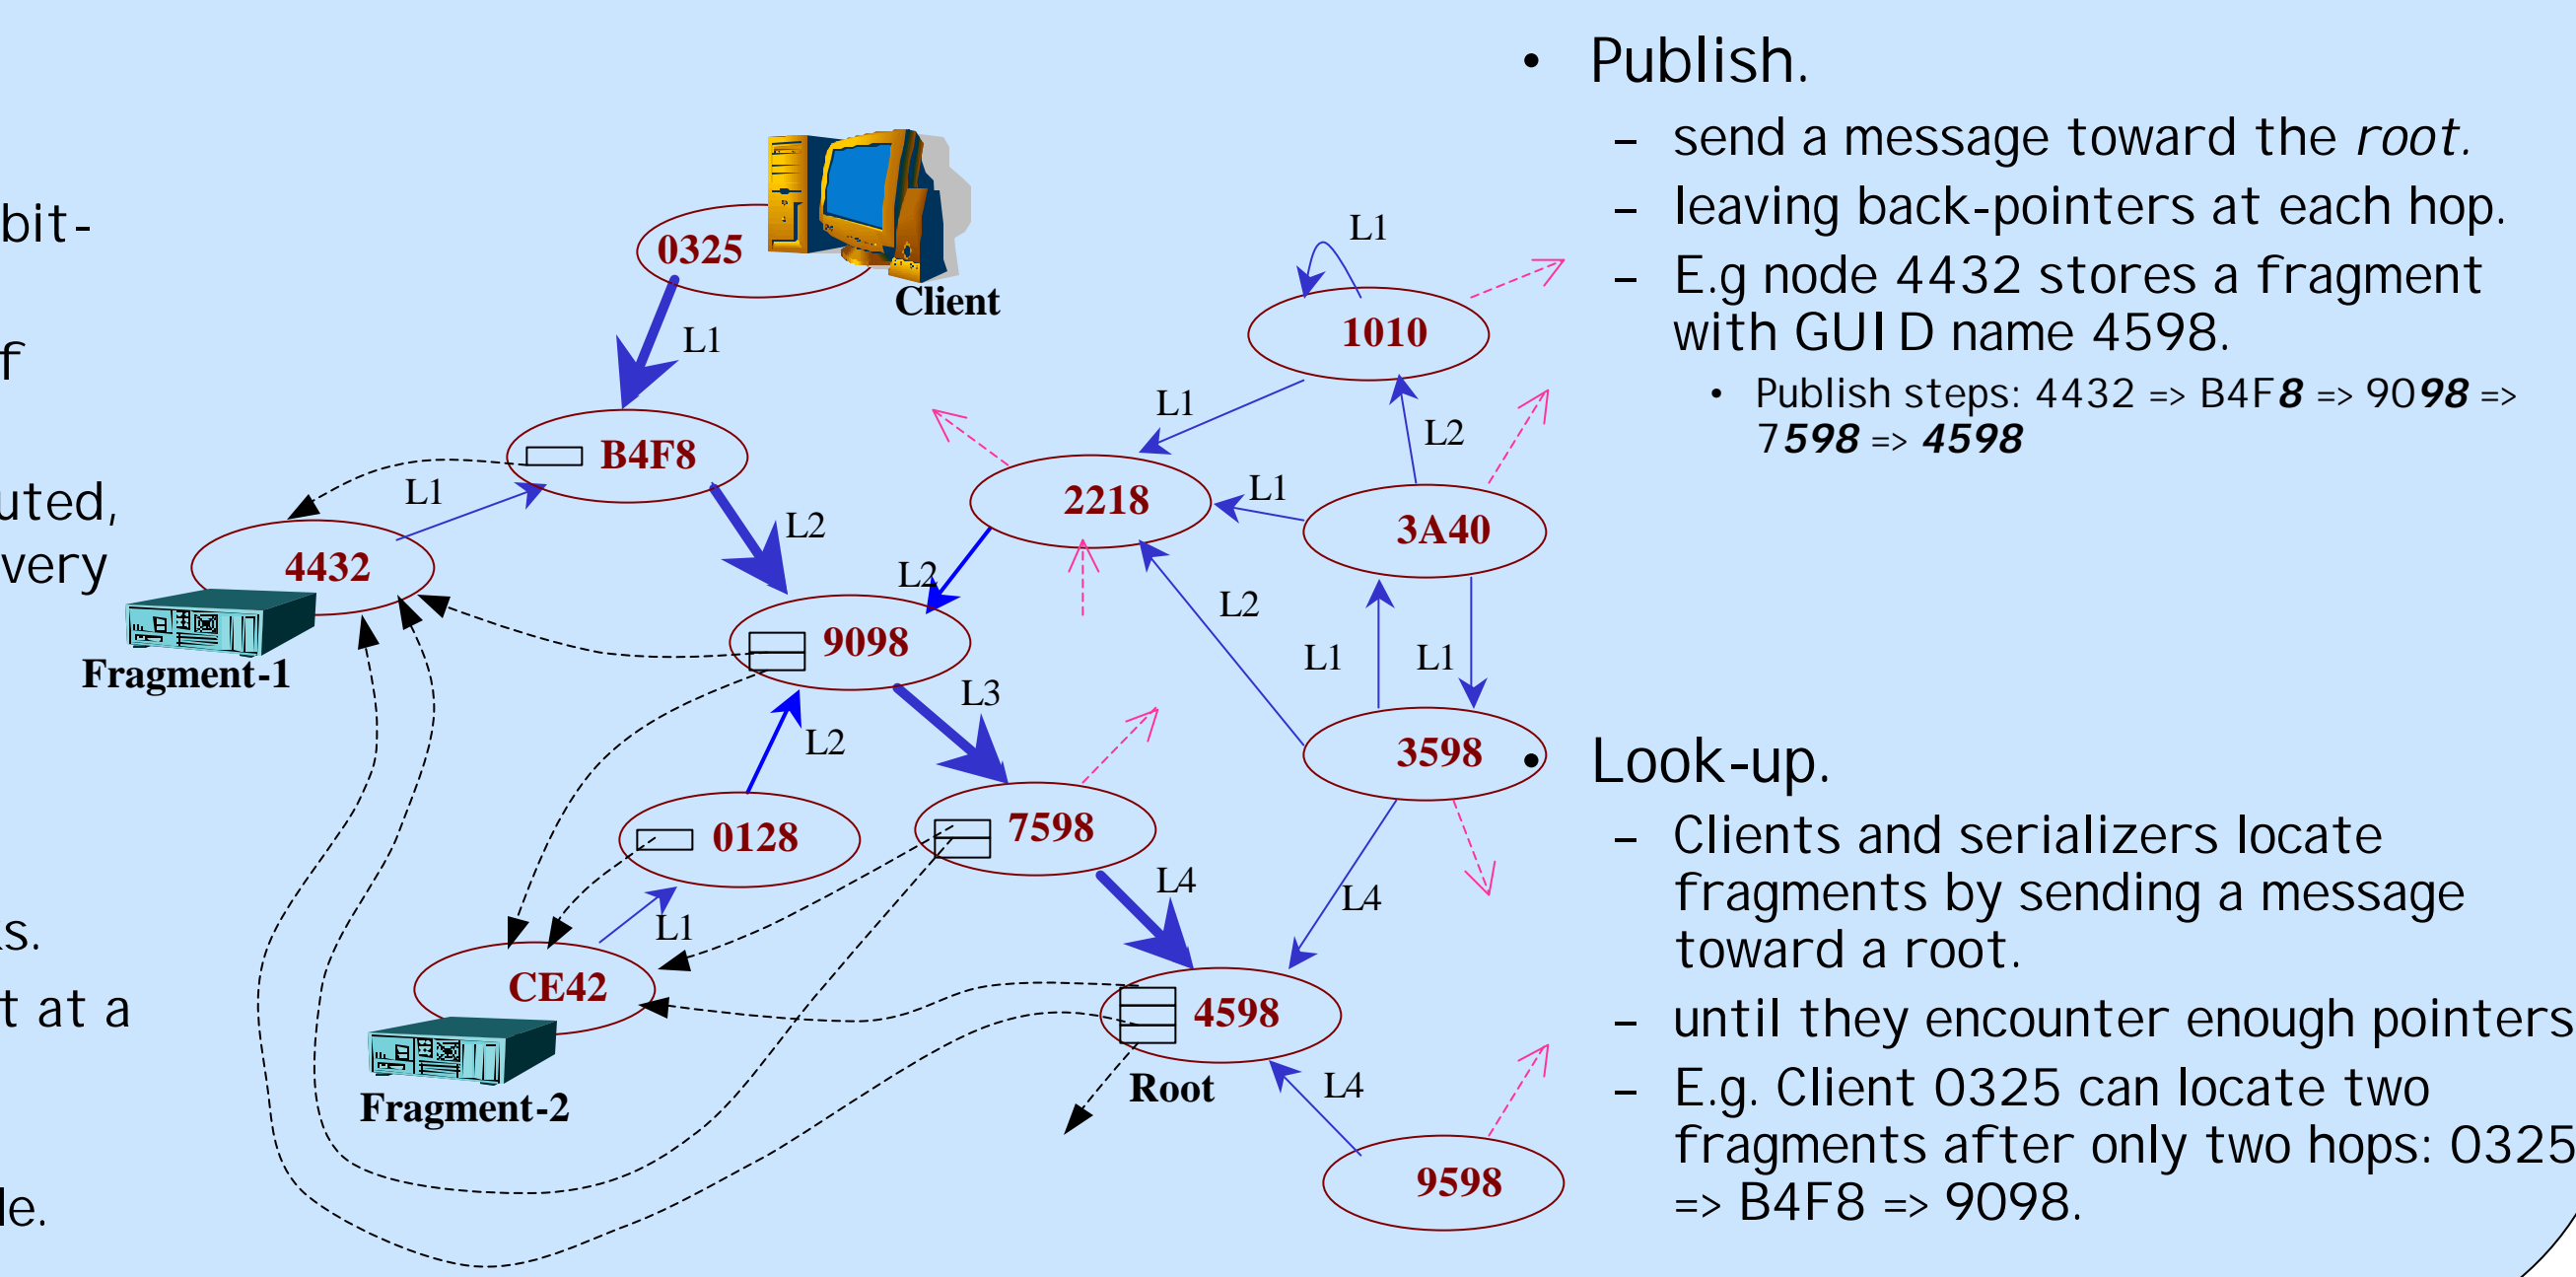 bit-
f
uted,
very
ks.
t at a
le.
0325
Client
L1
B4F8
L1
4432
Fragment-1
L2
9098
L2
L2
0128
L1
CE42
Fragment-2
L3
7598
L4
4598
Root
L4
9598
L1
1010
L1
L2
2218
L1
3A40
L2
L1
L1
3598
L4
• Publish.
– send a message toward the root.
– leaving back-pointers at each hop.
– E.g node 4432 stores a fragment
with GUID name 4598.
• Publish steps: 4432 => B4F8 => 9098 =>
7598 => 4598
• Look-up.
– Clients and serializers locate
fragments by sending a message
toward a root.
– until they encounter enough pointers
– E.g. Client 0325 can locate two
fragments after only two hops: 0325
=> B4F8 => 9098.